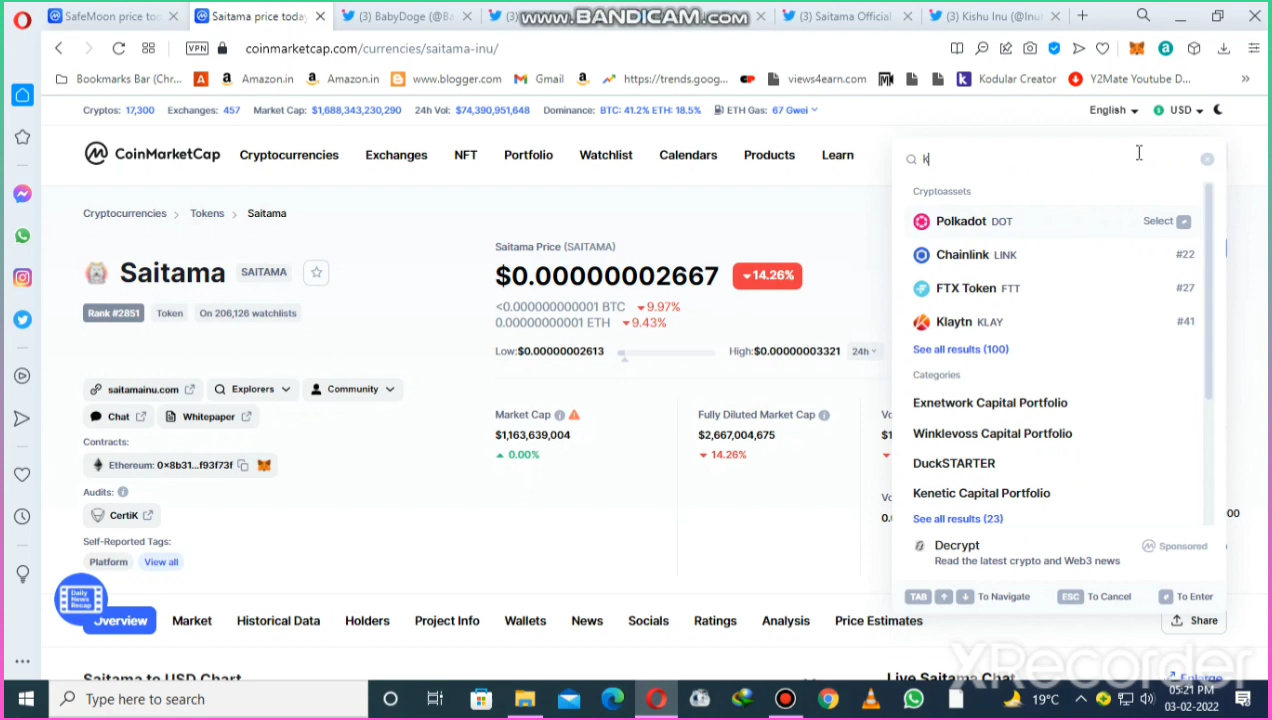 SafeMoon price to
Saitama price today
(3) BabyDoge (@Ba
(3)
www.BANDICAM.com
(3) Saitama Official
(3) Kishu Inu (@Inu
VPN
coinmarketcap.com/currencies/saitama-inu/
Bookmarks Bar (Chr...
Amazon.in
Amazon.in
www.blogger.com
Gmail
https://trends.goog...
views4earn.com
Kodular Creator
Y2Mate Youtube D...
Cryptos: 17,300
Exchanges: 457
Market Cap: $1,688,343,230,290
24h Vol: $74,390,951,648
Dominance: BTC: 41.2% ETH: 18.5%
ETH Gas: 67 Gwei
English
USD
CoinMarketCap
Cryptocurrencies
Exchanges
NFT
Portfolio
Watchlist
Calendars
Products
Learn
k
Cryptoassets
Polkadot DOT
Select
Chainlink LINK
#22
FTX Token FTT
#27
Klaytn KLAY
#41
See all results (100)
Categories
Exnetwork Capital Portfolio
Winklevoss Capital Portfolio
DuckSTARTER
Kenetic Capital Portfolio
See all results (23)
Decrypt
Sponsored
Read the latest crypto and Web3 news
TAB To Navigate
ESC To Cancel
To Enter
Cryptocurrencies
Tokens
Saitama
Saitama
SAITAMA
Rank #2851
Token
On 206,126 watchlists
Saitama Price (SAITAMA)
$0.00000002667
14.26%
<0.000000000001 BTC
9.97%
0.00000000001 ETH
9.43%
Low:$0.00000002613
High:$0.00000003321
24h
saitamainu.com
Explorers
Community
Chat
Whitepaper
Contracts:
Ethereum: 0x8b31...f93f73f
Audits:
CertiK
Self-Reported Tags:
Platform
View all
Market Cap
$1,163,639,004
0.00%
Fully Diluted Market Cap
$2,667,004,675
14.26%
Daily
News
Recap
Overview
Market
Historical Data
Holders
Project Info
Wallets
News
Socials
Ratings
Analysis
Price Estimates
Share
Saitama to USD Chart
Live Saitama Chat
Enlarge
XRecorder
Type here to search
19°C
05:21 PM
03-02-2022